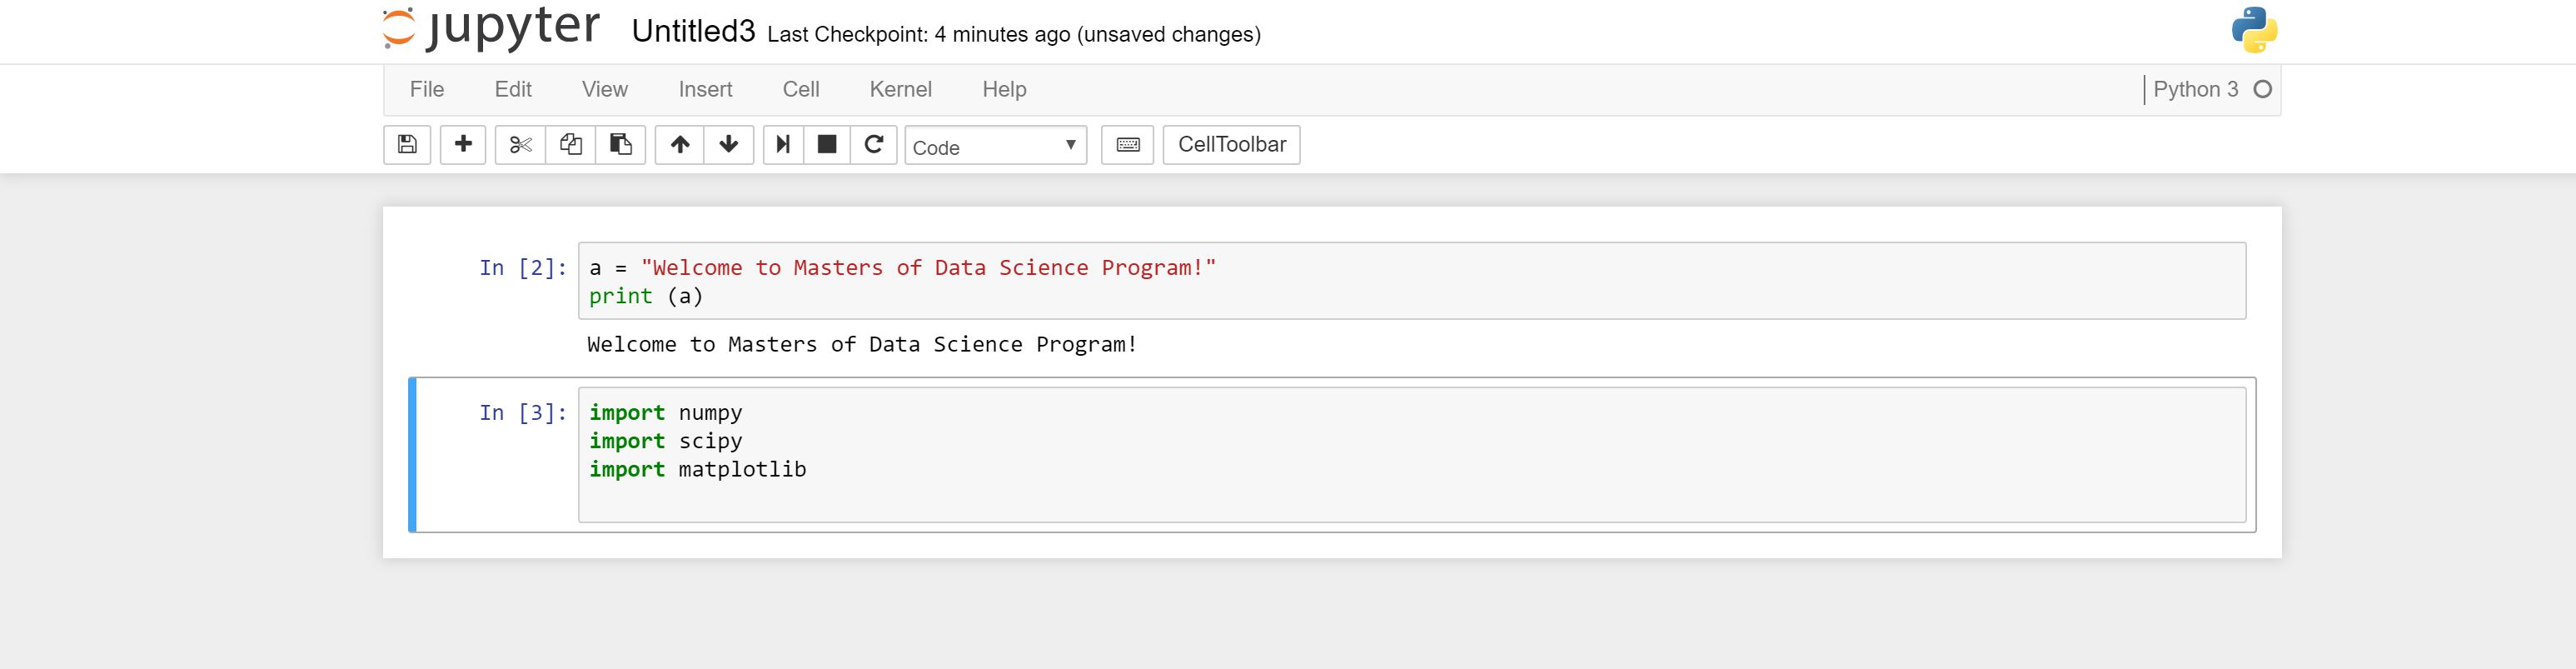 jupyter Untitled3 Last Checkpoint: 4 minutes ago (unsaved changes)
File Edit View Insert Cell Kernel Help Python 3
Code CellToolbar
In [2]: a = "Welcome to Masters of Data Science Program!"
print (a)
Welcome to Masters of Data Science Program!
In [3]: import numpy
import scipy
import matplotlib